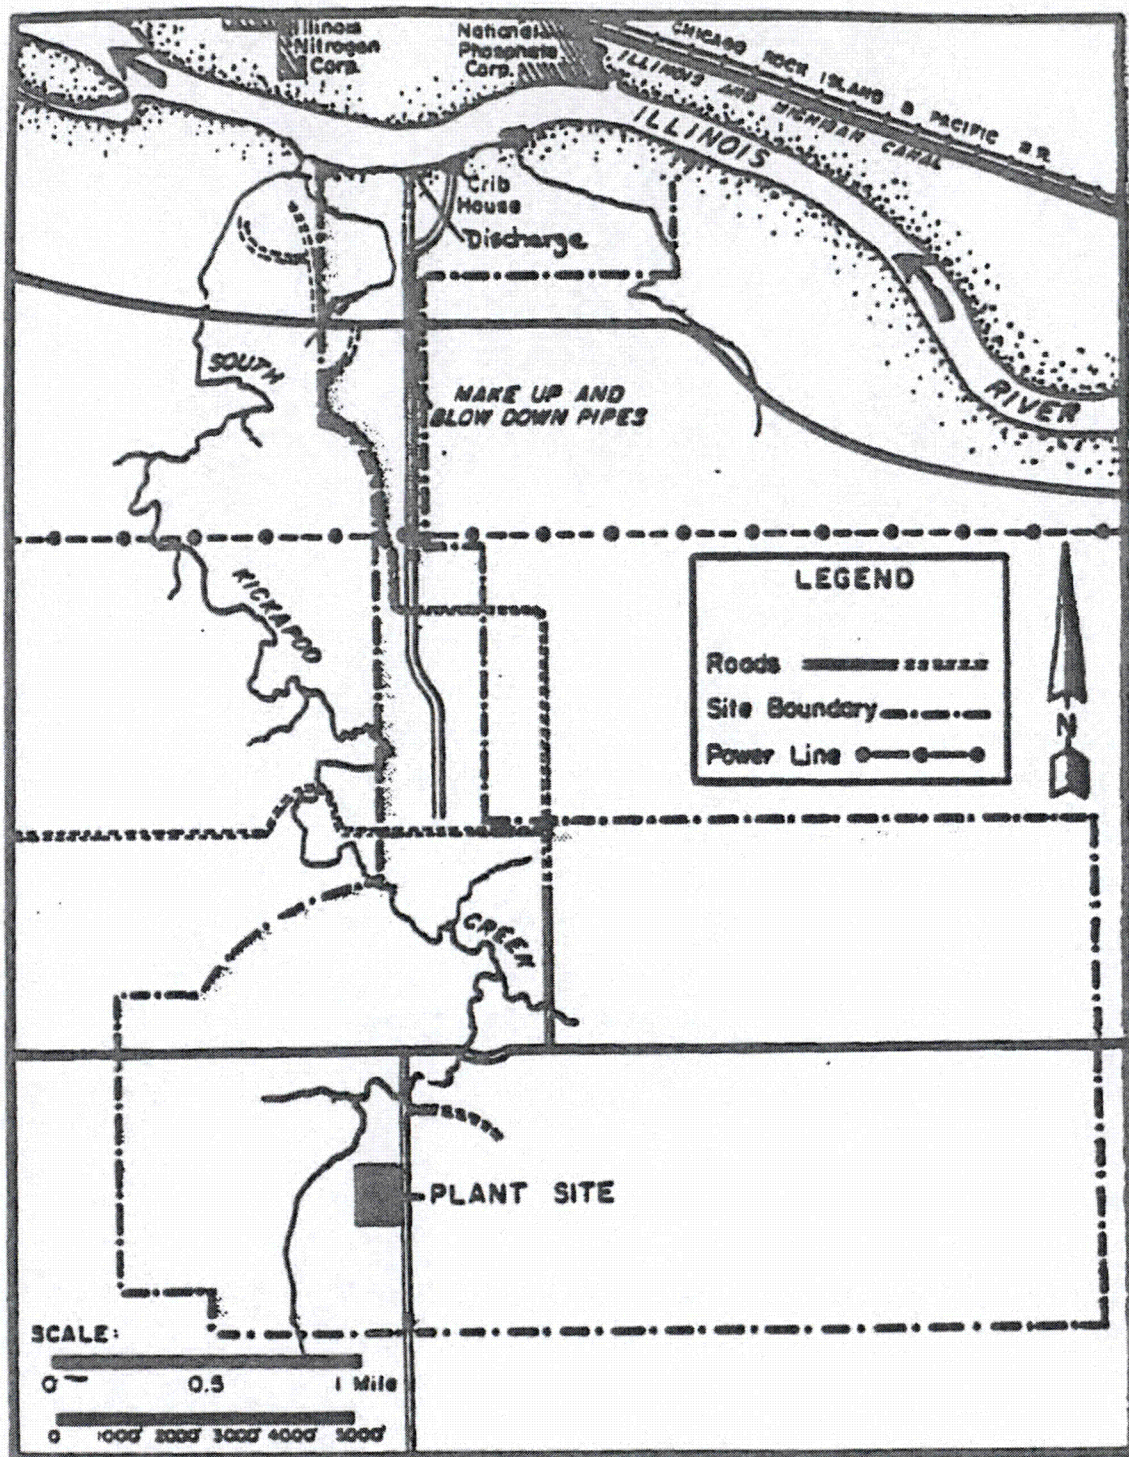 Illinois
Nitrogen
Corp.
National
Phosphate
Corp.
CHICAGO ROCK ISLAND & PACIFIC R.R.
ILLINOIS AND MICHIGAN CANAL
ILLINOIS
RIVER
Crib
House
Discharge
SOUTH
MAKE UP AND
BLOW DOWN PIPES
KICKAPOO
CREEK
LEGEND
Roads
Site Boundary
Power Line
N
PLANT SITE
SCALE:
0 0.5 1 Mile
0 1000' 2000' 3000' 4000' 5000'